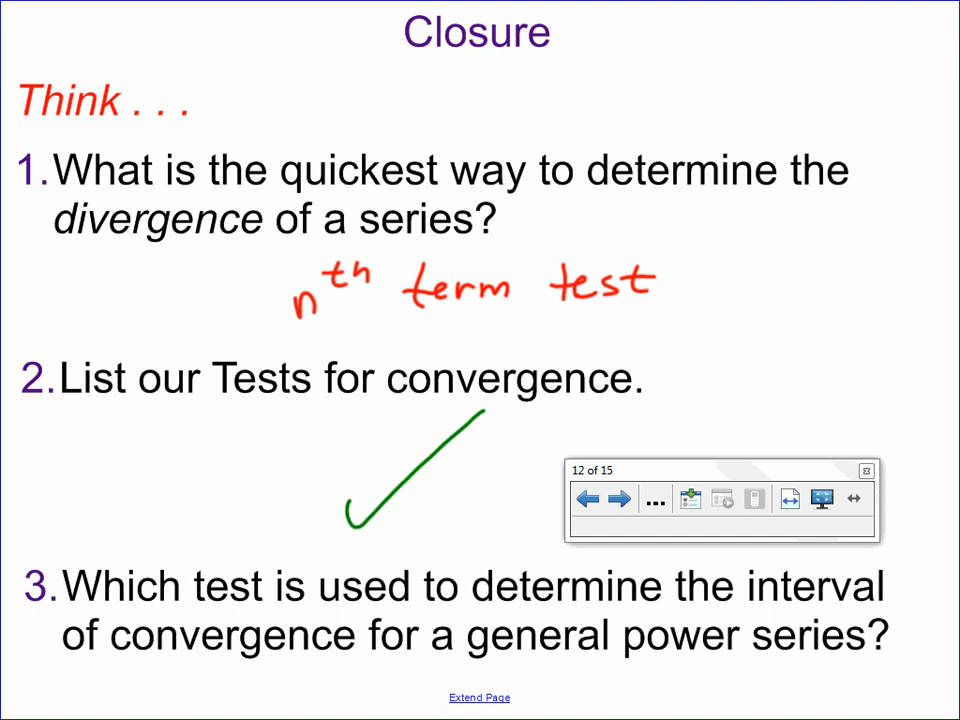 Closure
Think . . .
1. What is the quickest way to determine the
divergence of a series?
nth term test
2. List our Tests for convergence.
12 of 15
...
3. Which test is used to determine the interval
of convergence for a general power series?
Extend Page